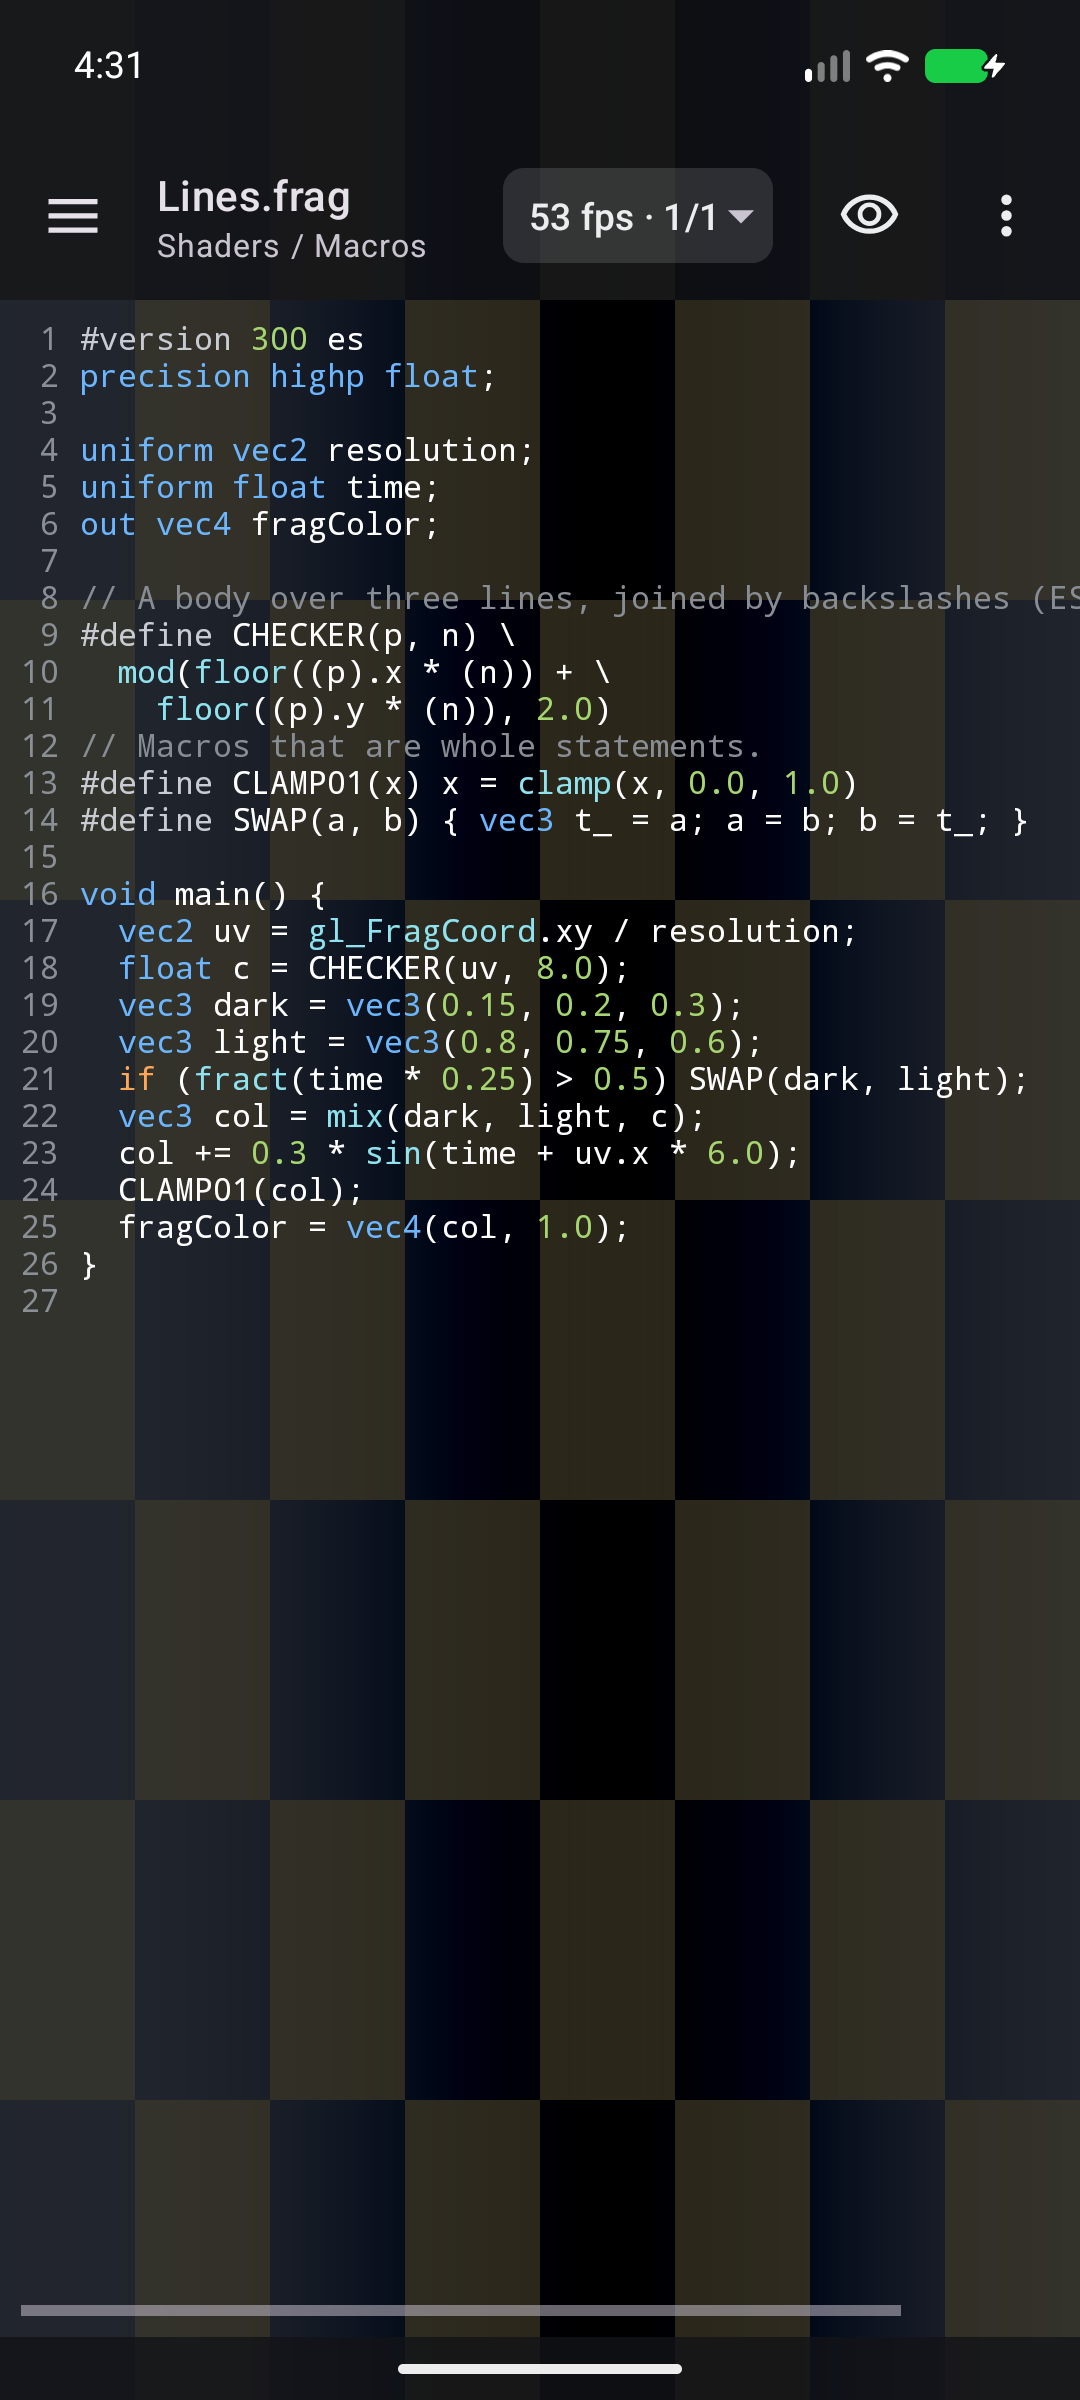 4:31
Lines.frag
Shaders / Macros
53 fps · 1/1
1 #version 300 es
2 precision highp float;
3
4 uniform vec2 resolution;
5 uniform float time;
6 out vec4 fragColor;
7
8 // A body over three lines, joined by backslashes (ES
9 #define CHECKER(p, n) \
10   mod(floor((p).x * (n)) + \
11     floor((p).y * (n)), 2.0)
12 // Macros that are whole statements.
13 #define CLAMP01(x) x = clamp(x, 0.0, 1.0)
14 #define SWAP(a, b) { vec3 t_ = a; a = b; b = t_; }
15
16 void main() {
17   vec2 uv = gl_FragCoord.xy / resolution;
18   float c = CHECKER(uv, 8.0);
19   vec3 dark = vec3(0.15, 0.2, 0.3);
20   vec3 light = vec3(0.8, 0.75, 0.6);
21   if (fract(time * 0.25) > 0.5) SWAP(dark, light);
22   vec3 col = mix(dark, light, c);
23   col += 0.3 * sin(time + uv.x * 6.0);
24   CLAMP01(col);
25   fragColor = vec4(col, 1.0);
26 }
27